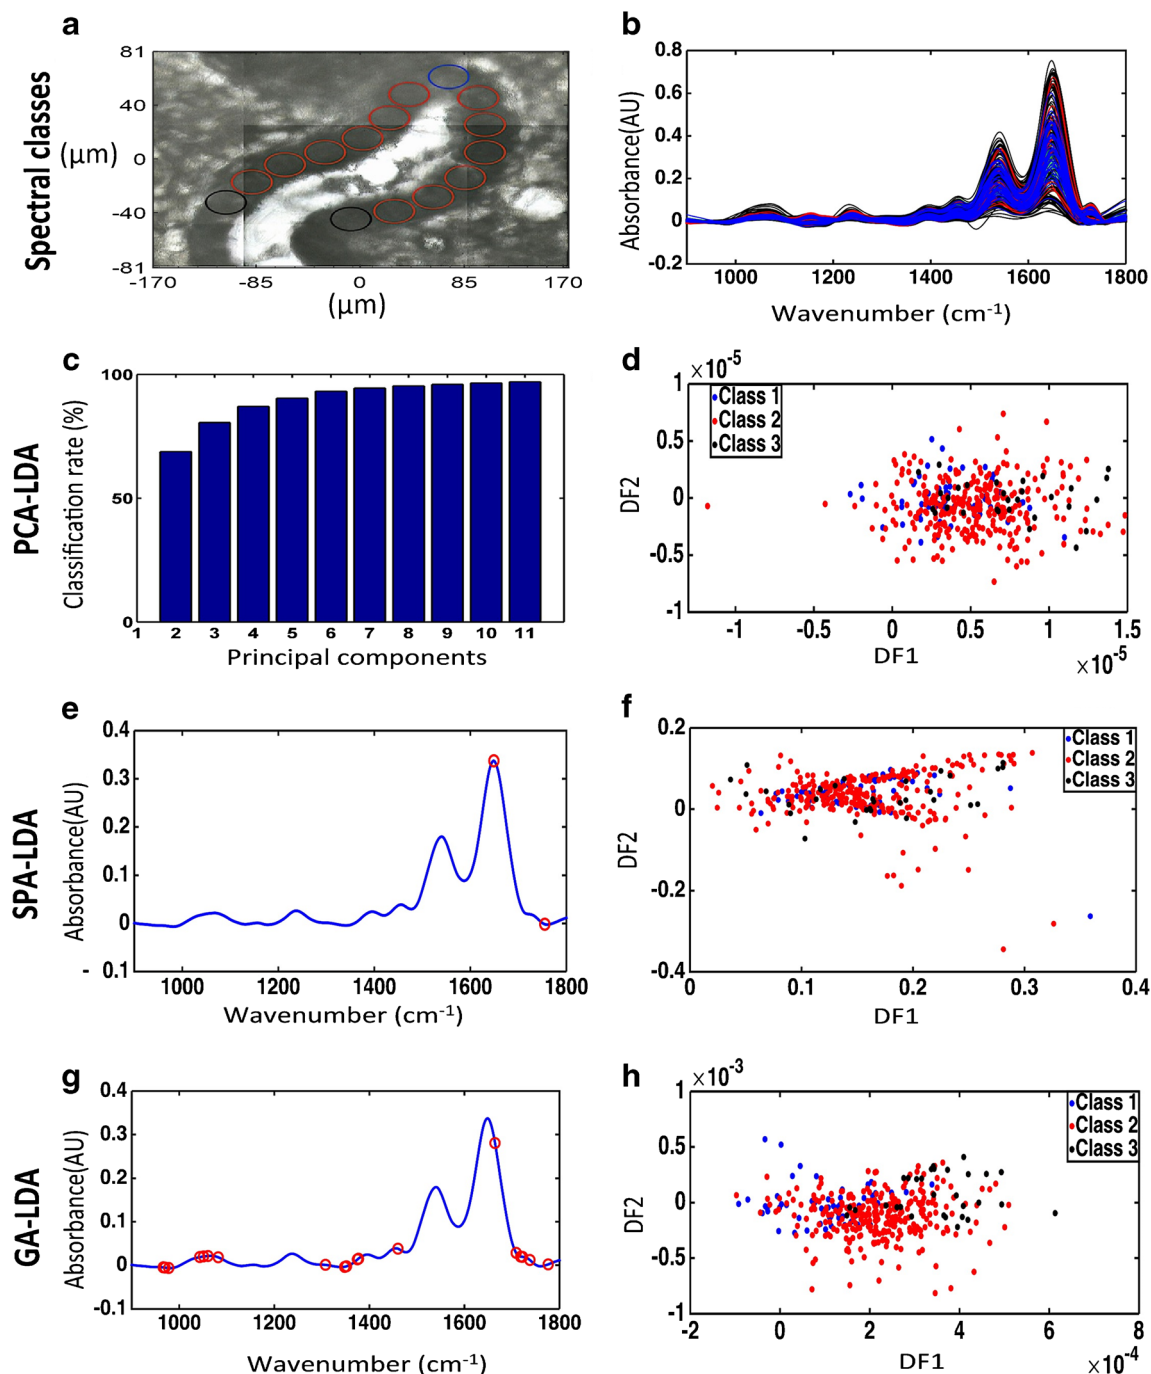 a
Spectral classes
81
40
0
-40
-81
(µm)
-170 -85 0 85 170
(µm)
b
0.8
0.6
0.4
0.2
0
-0.2
Absorbance(AU)
1000 1200 1400 1600 1800
Wavenumber (cm-1)
PCA-LDA
c
100
50
0
Classification rate (%)
1 2 3 4 5 6 7 8 9 10 11
Principal components
d
×10-5
1
0.5
0
-0.5
-1
DF2
Class 1
Class 2
Class 3
-1 -0.5 0 0.5 1 1.5
DF1
×10-5
SPA-LDA
e
0.4
0.3
0.2
0.1
0
- 0.1
Absorbance(AU)
1000 1200 1400 1600 1800
Wavenumber (cm-1)
f
0.2
0
-0.2
-0.4
DF2
Class 1
Class 2
Class 3
0 0.1 0.2 0.3 0.4
DF1
GA-LDA
g
0.4
0.3
0.2
0.1
0
-0.1
Absorbance(AU)
1000 1200 1400 1600 1800
Wavenumber (cm-1)
h
×10-3
1
0.5
0
-0.5
-1
DF2
Class 1
Class 2
Class 3
-2 0 2 4 6 8
DF1
×10-4